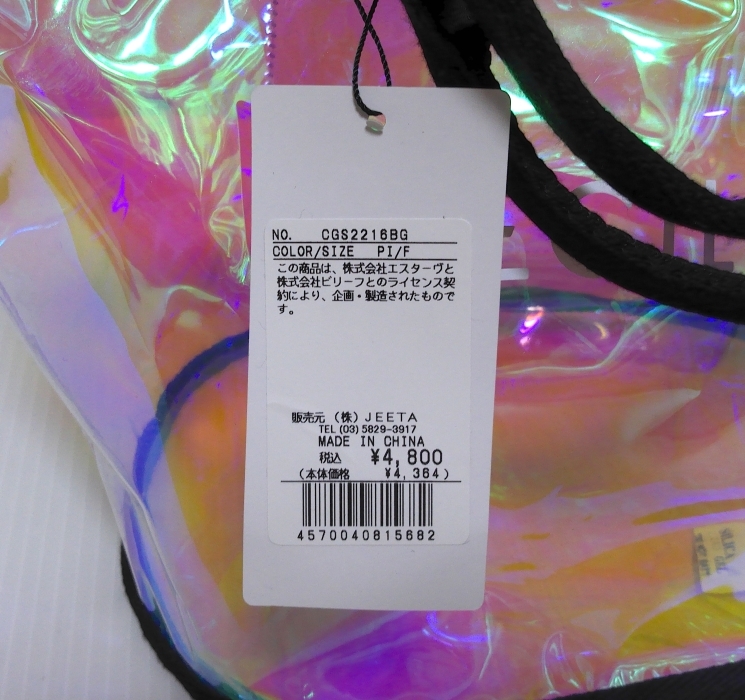 NO. CGS2216BG
COLOR/SIZE PI/F
この商品は、株式会社エスターヴと
株式会社ビリーフとのライセンス契
約により、企画・製造されたもので
す。
販売元 （株）JEETA
TEL (03) 5829-3917
MADE IN CHINA
税込 ¥4,800
(本体価格 ¥4,364)
4570040815682